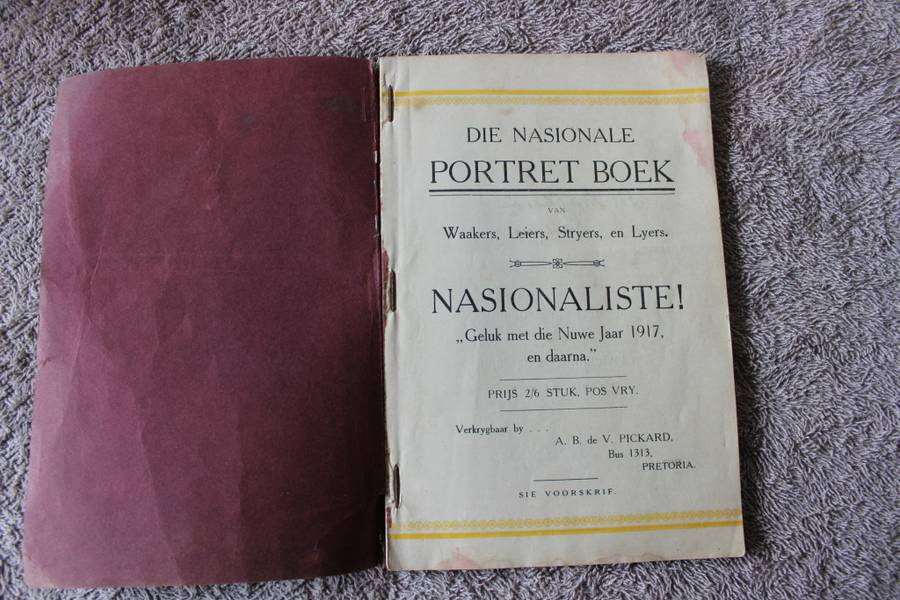 DIE NASIONALE
PORTRET BOEK
VAN
Waakers, Leiers, Stryers, en Lyers.
NASIONALISTE!
„Geluk met die Nuwe Jaar 1917,
en daarna.”
PRIJS 2/6 STUK, POS VRY.
Verkrygbaar by . . .
A. B. de V. PICKARD,
Bus 1313,
PRETORIA.
SIE VOORSKRIF.